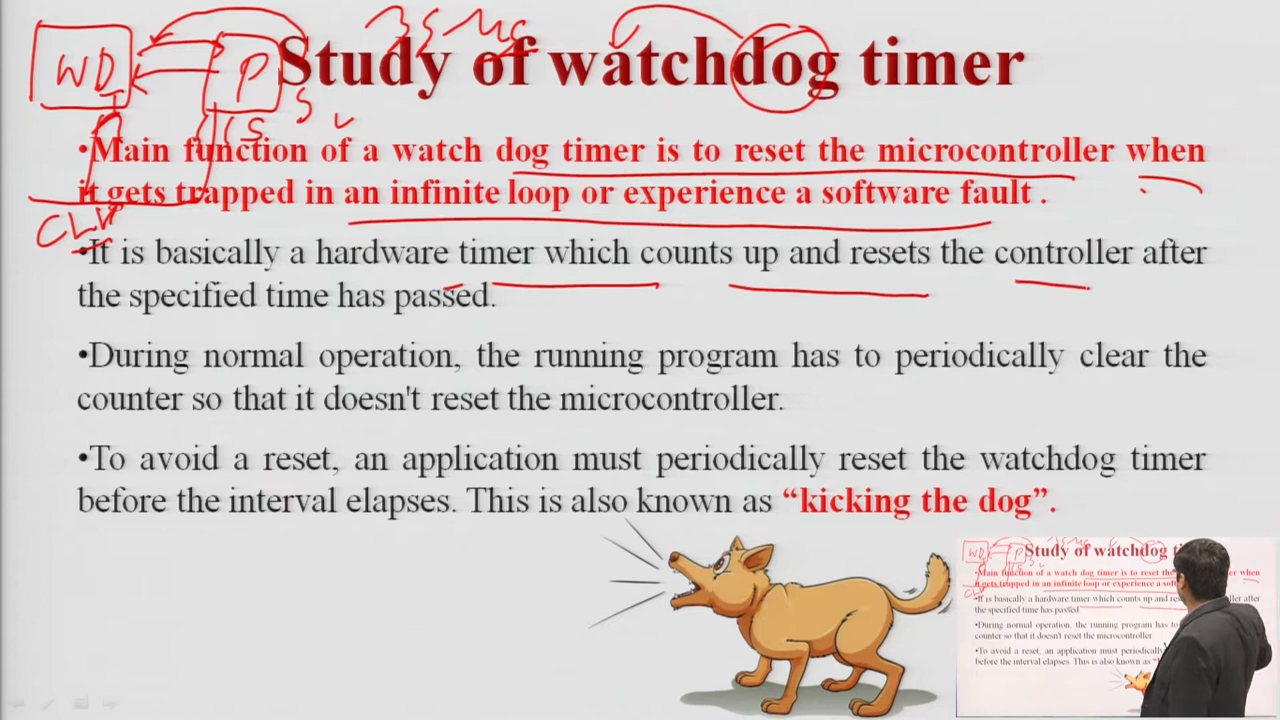 Study of watchdog timer
WD
P
•Main function of a watch dog timer is to reset the microcontroller when
it gets trapped in an infinite loop or experience a software fault .
CLK
•It is basically a hardware timer which counts up and resets the controller after
the specified time has passed.
•During normal operation, the running program has to periodically clear the
counter so that it doesn't reset the microcontroller.
•To avoid a reset, an application must periodically reset the watchdog timer
before the interval elapses. This is also known as “kicking the dog”.